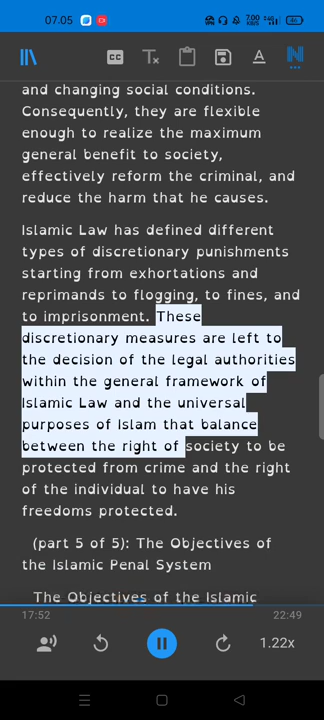 07.05
7.00
KB/S
46
CC
and changing social conditions.
Consequently, they are flexible
enough to realize the maximum
general benefit to society,
effectively reform the criminal, and
reduce the harm that he causes.
Islamic Law has defined different
types of discretionary punishments
starting from exhortations and
reprimands to flogging, to fines, and
to imprisonment. These
discretionary measures are left to
the decision of the legal authorities
within the general framework of
Islamic Law and the universal
purposes of Islam that balance
between the right of society to be
protected from crime and the right
of the individual to have his
freedoms protected.
(part 5 of 5): The Objectives of
the Islamic Penal System
The Objectives of the Islamic
17:52
22:49
1.22x